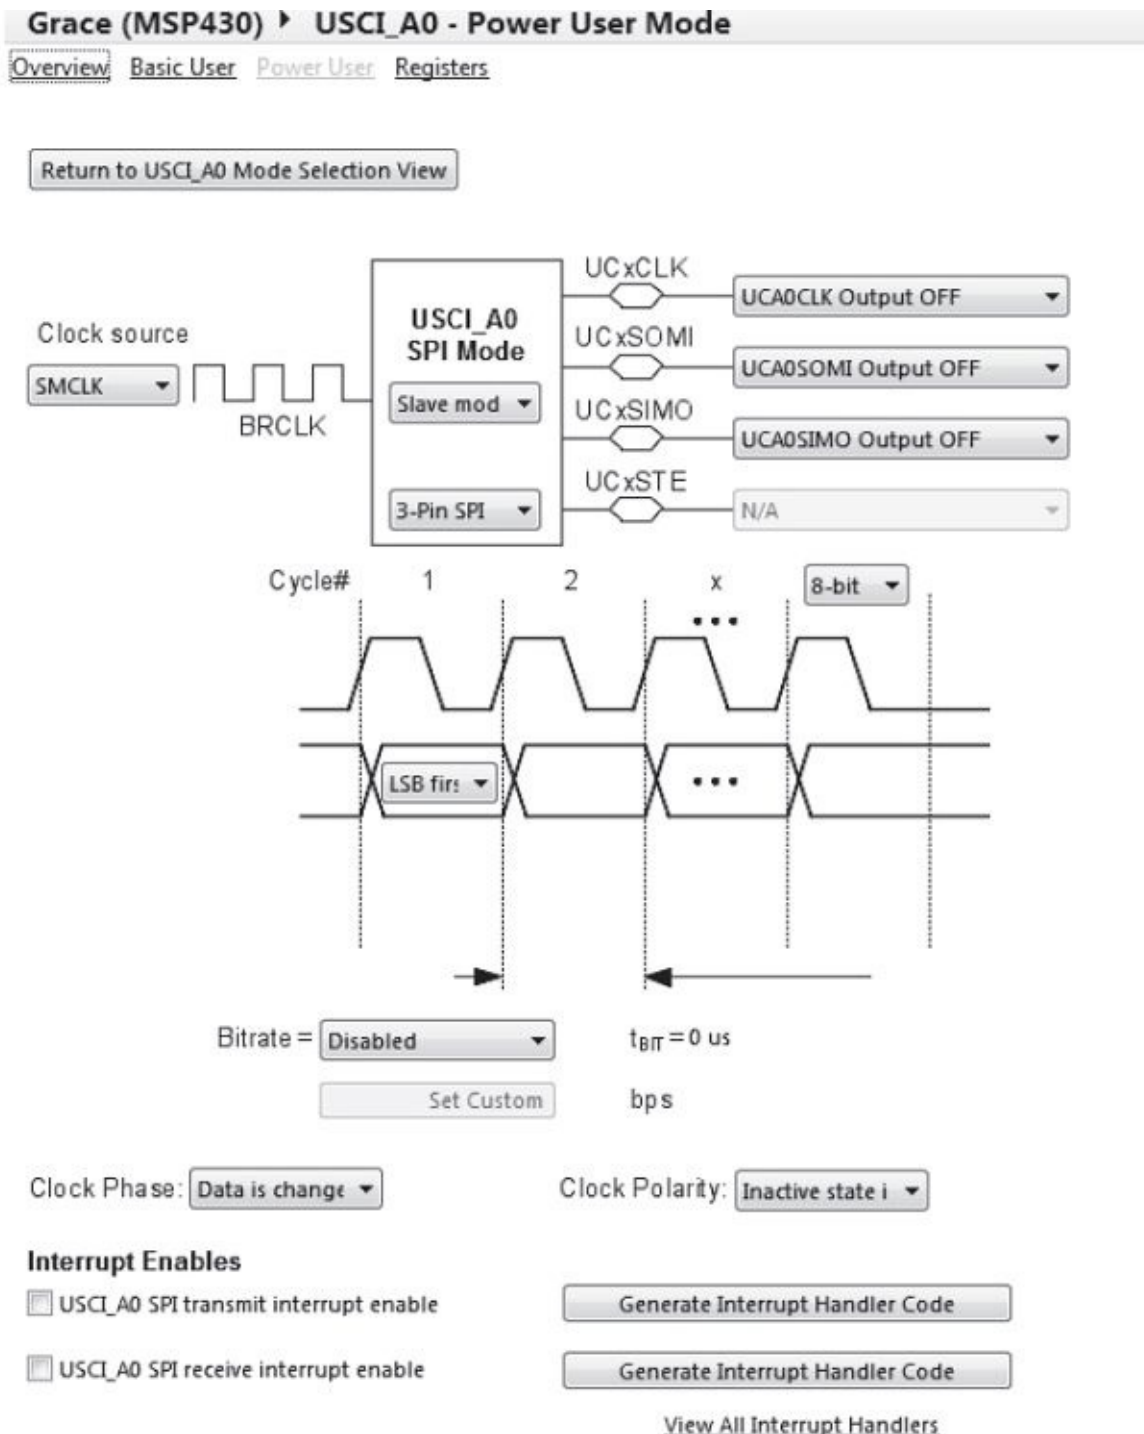 Grace (MSP430) ▸ USCI_A0 - Power User Mode
Overview Basic User Power User Registers
Return to USCI_A0 Mode Selection View
UCxCLK
UCA0CLK Output OFF
USCI_A0
SPI Mode
Clock source
UCxSOMI
UCA0SOMI Output OFF
SMCLK
BRCLK
Slave mod
UCxSIMO
UCA0SIMO Output OFF
UCxSTE
3-Pin SPI
N/A
Cycle# 1 2 x 8-bit
•••
LSB firs •••
Bitrate = Disabled tBIT = 0 us
Set Custom bps
Clock Phase: Data is change Clock Polarity: Inactive state i
Interrupt Enables
USCI_A0 SPI transmit interrupt enable Generate Interrupt Handler Code
USCI_A0 SPI receive interrupt enable Generate Interrupt Handler Code
View All Interrupt Handlers